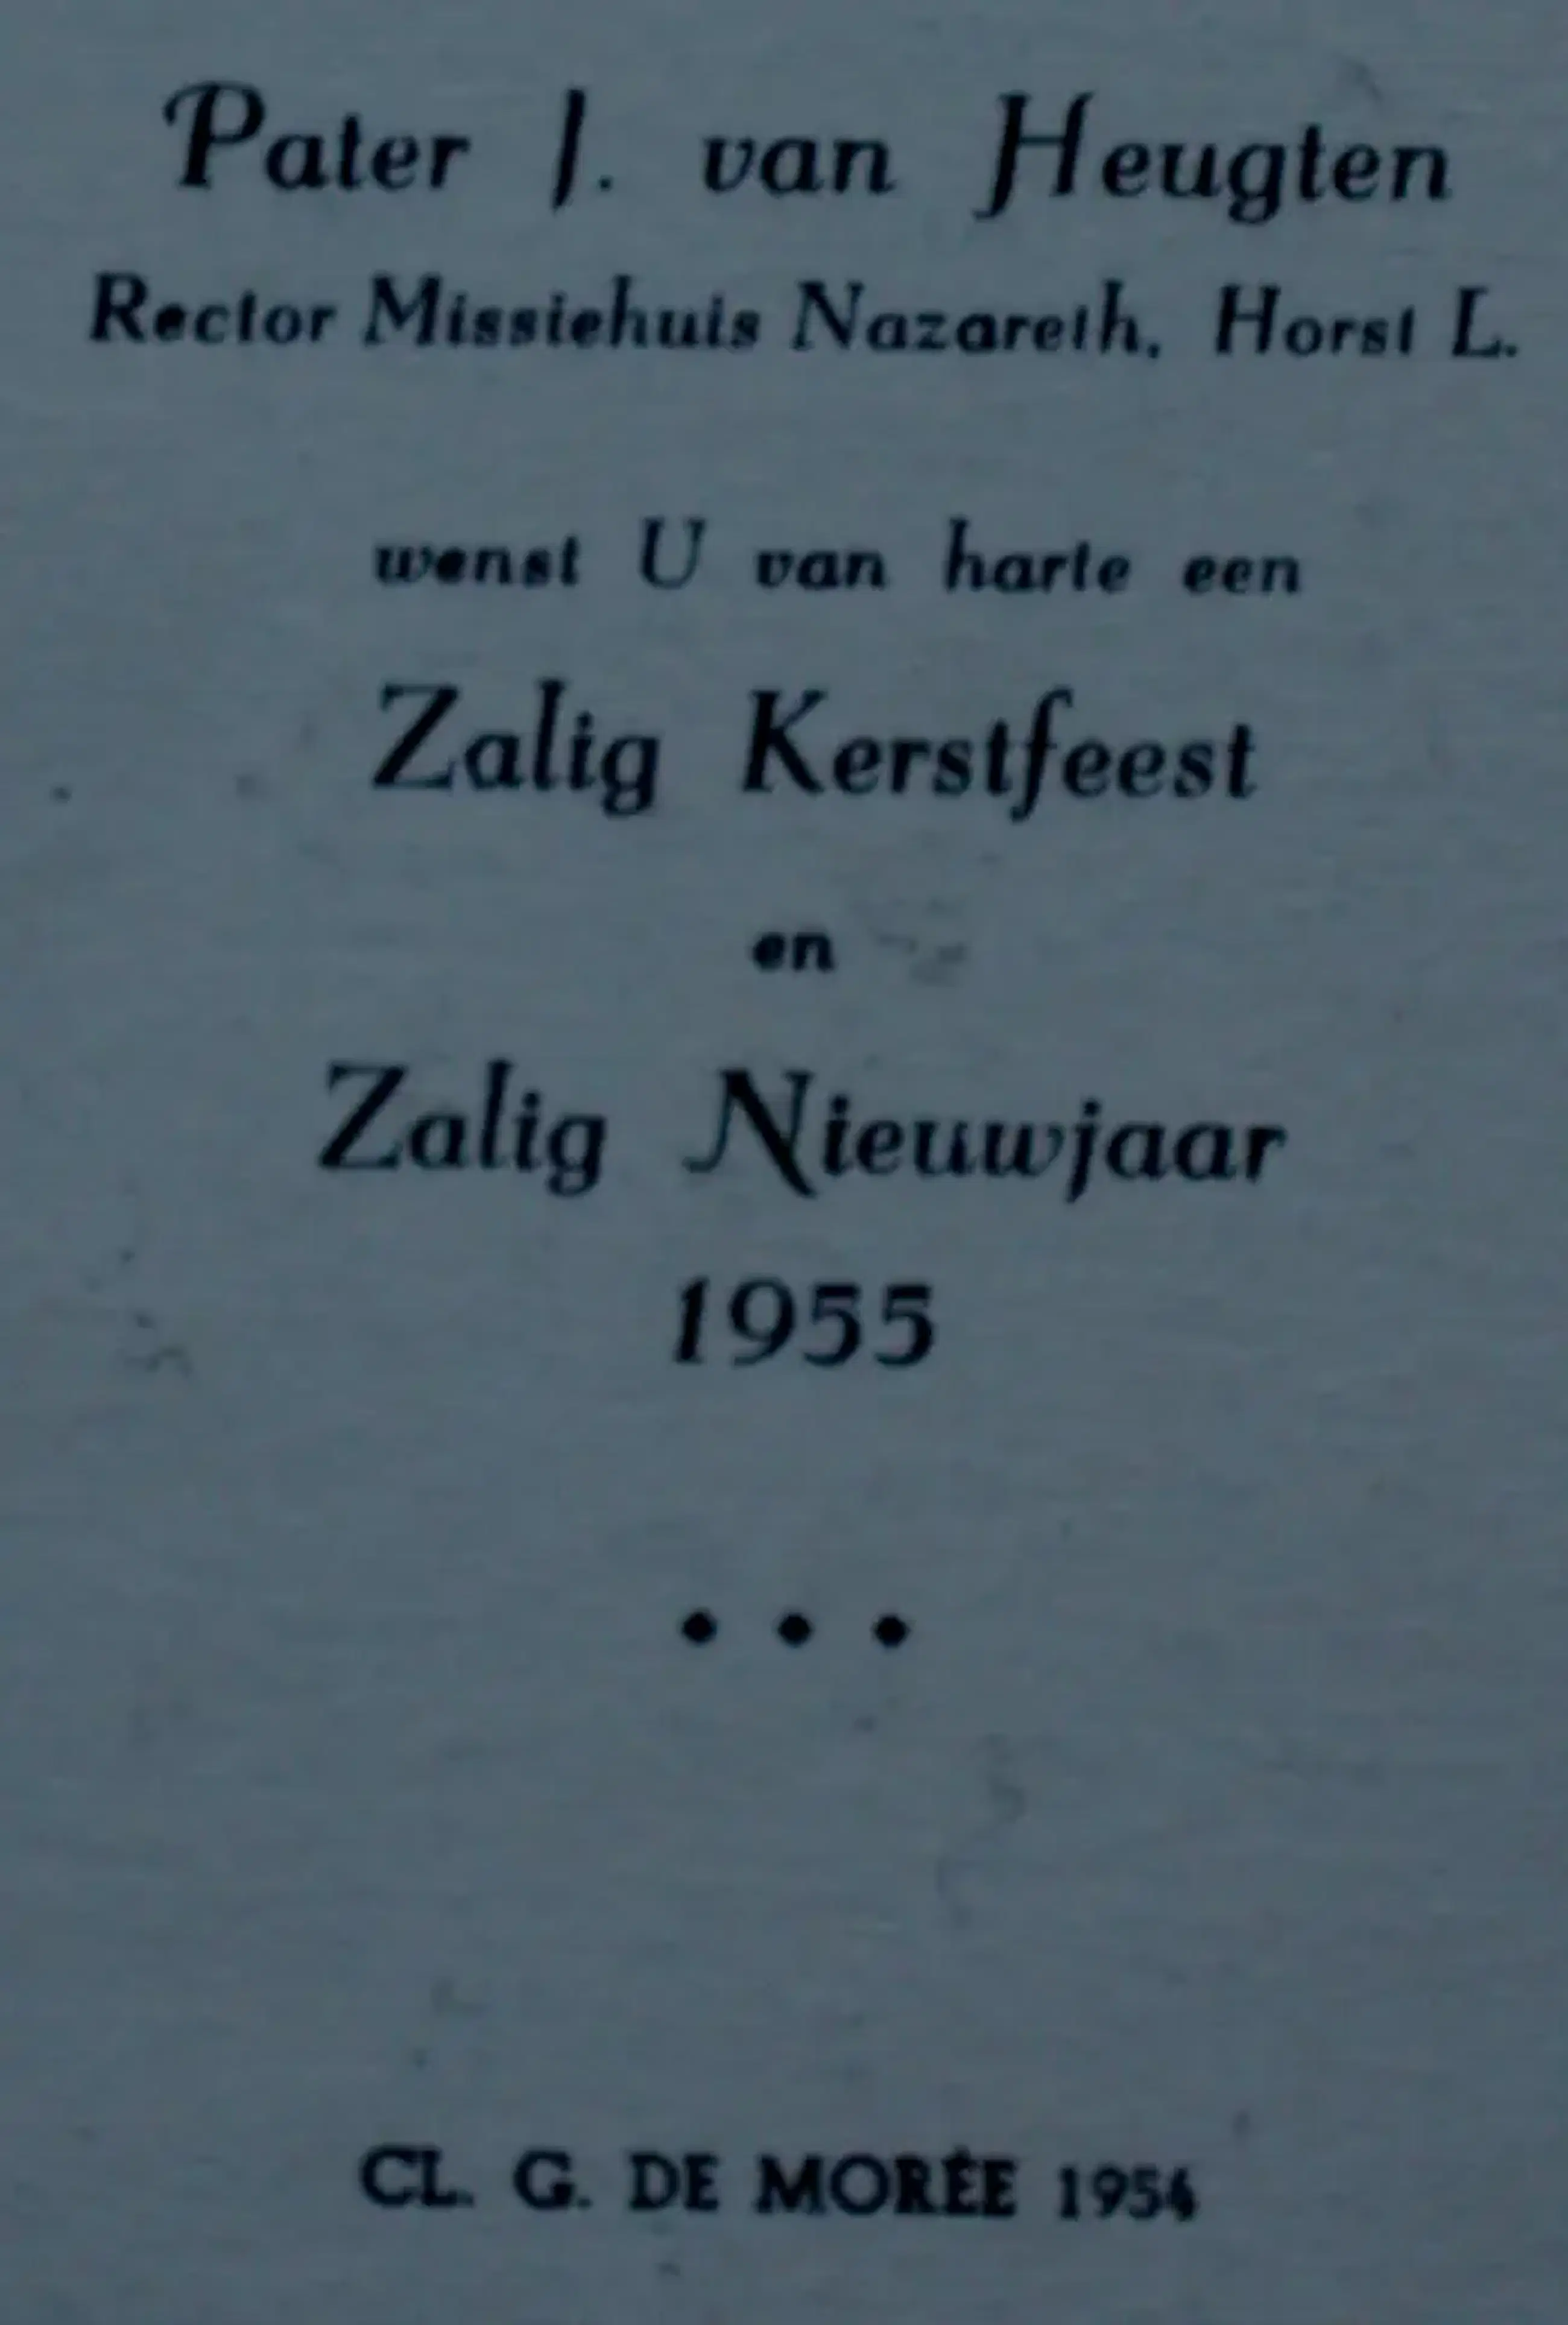 Pater J. van Heugten
Rector Missiehuis Nazareth, Horst L.
wenst U van harte een
Zalig Kerstfeest
en
Zalig Nieuwjaar
1955
• • •
CL. G. DE MORÉE 1954